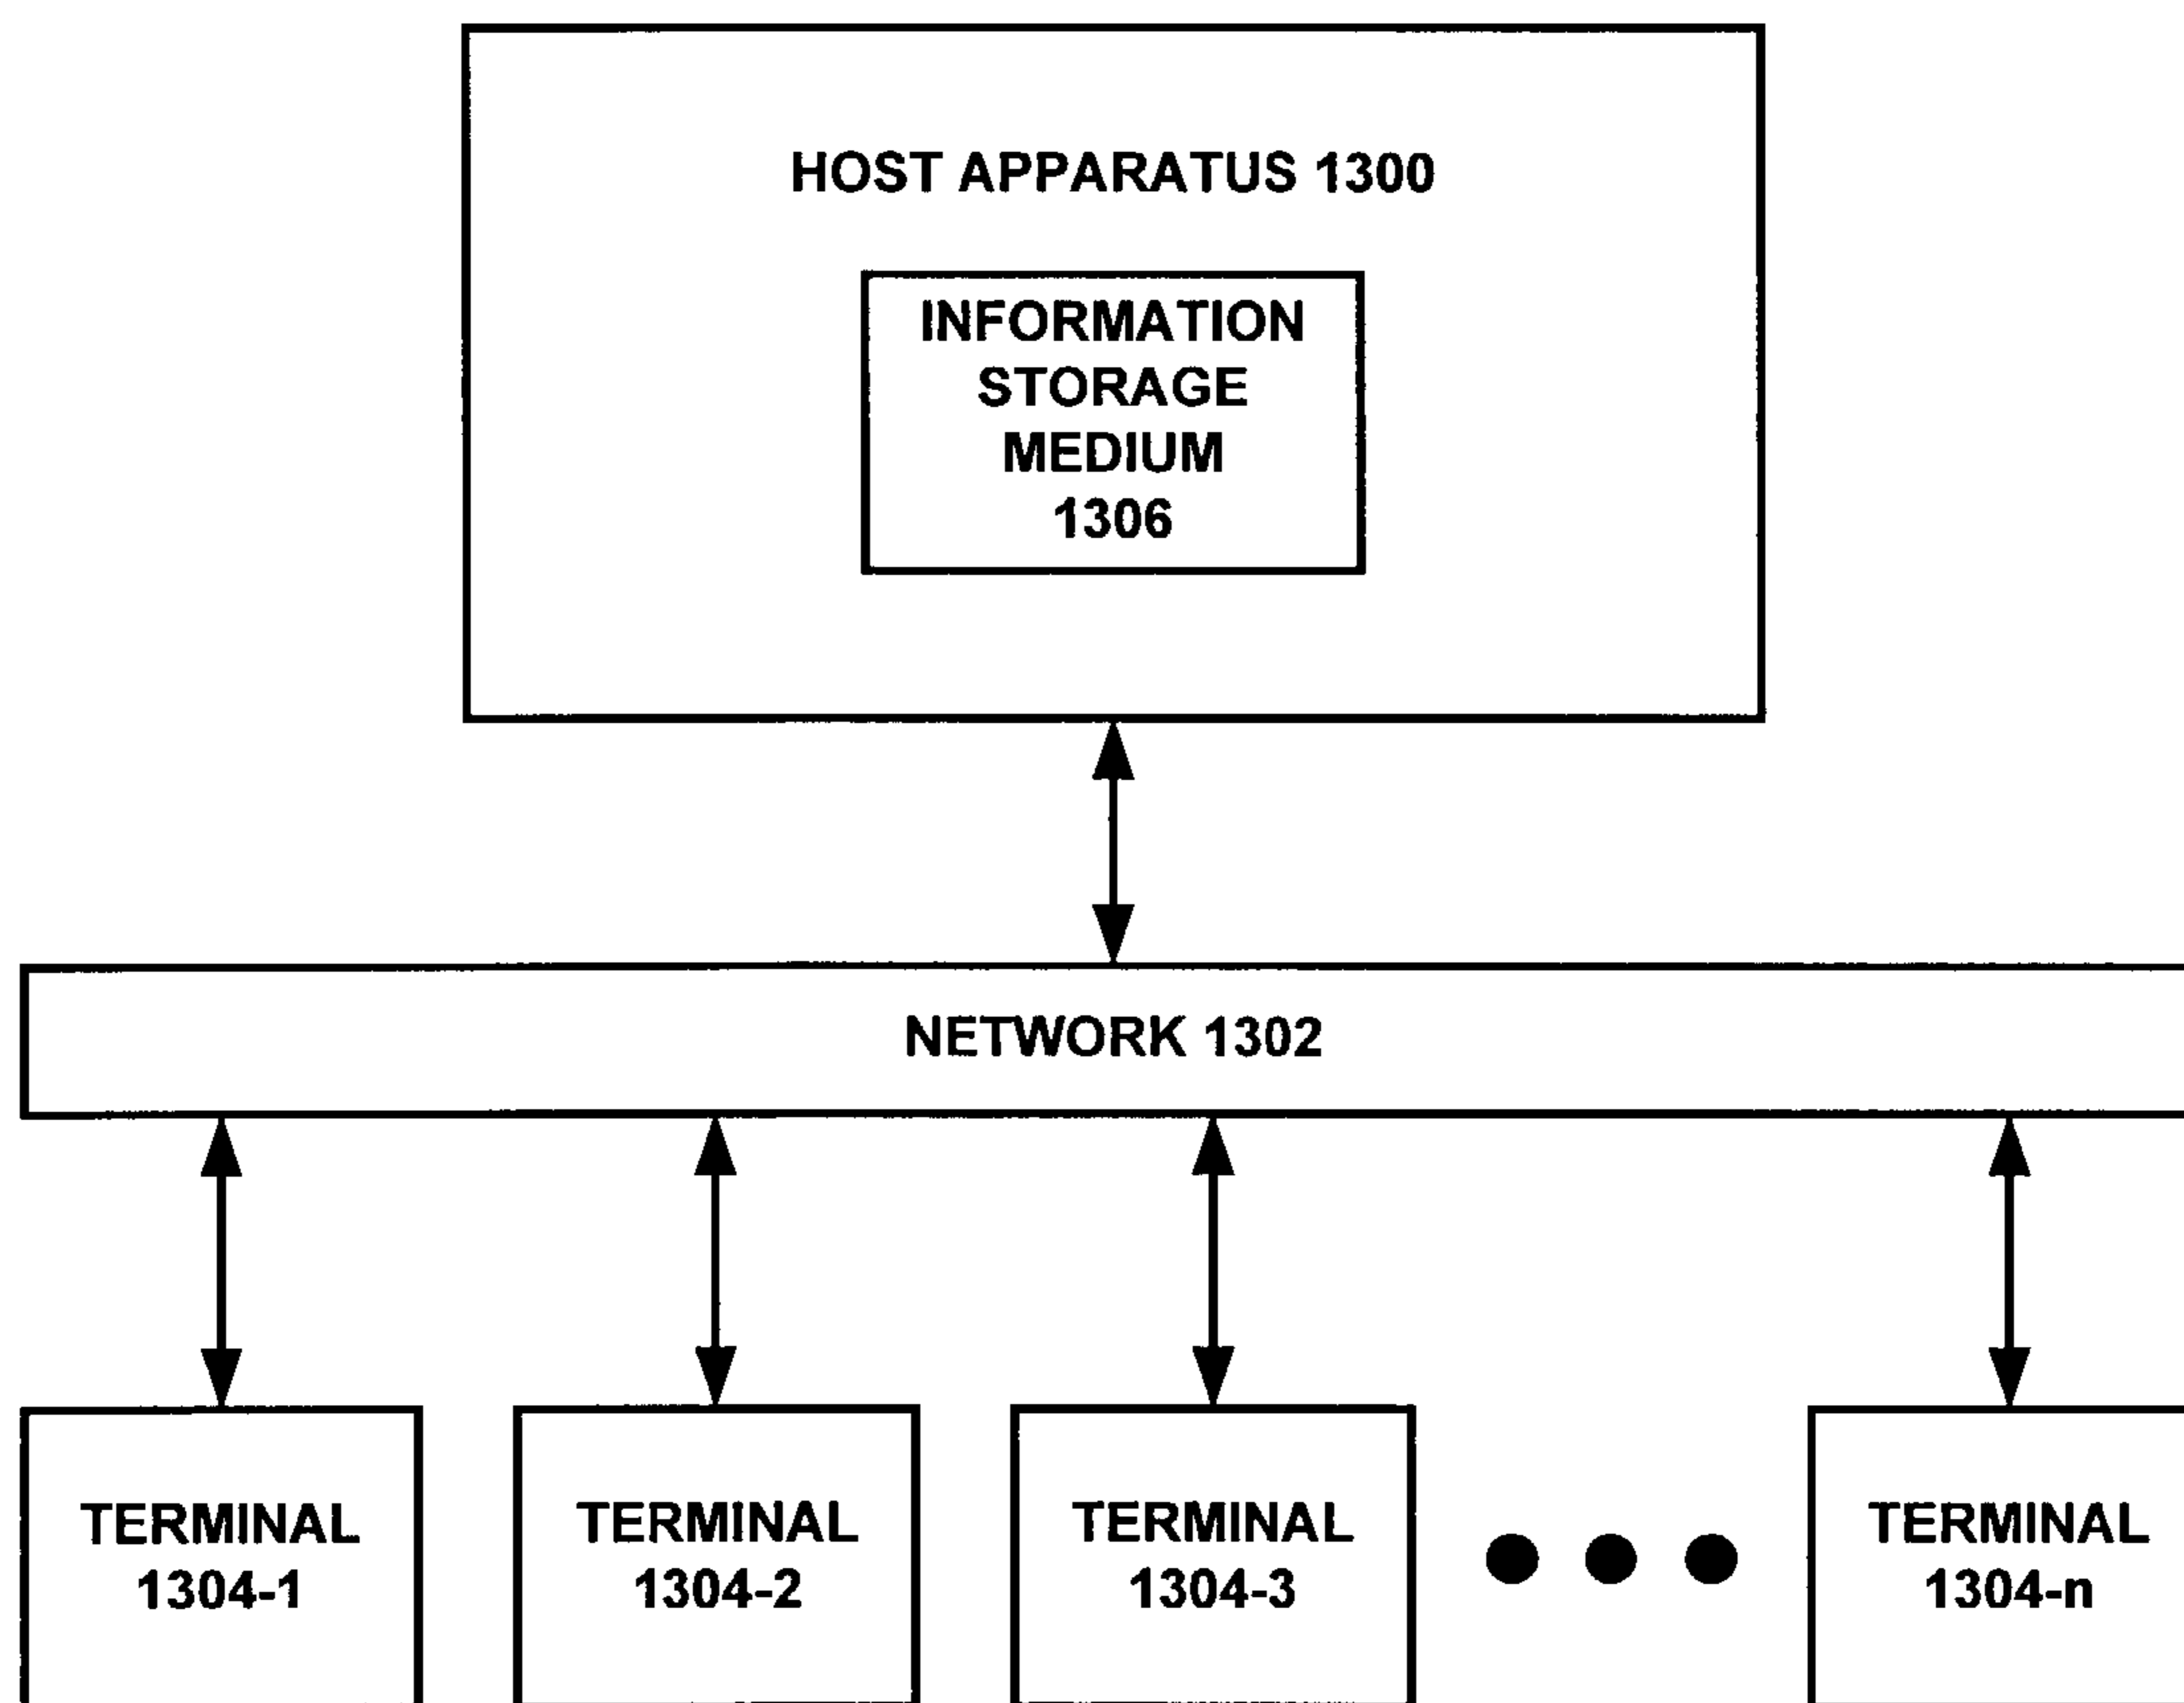 HOST APPARATUS 1300
INFORMATION
STORAGE
MEDIUM
1306
NETWORK 1302
TERMINAL
1304-1
TERMINAL
1304-2
TERMINAL
1304-3
TERMINAL
1304-n